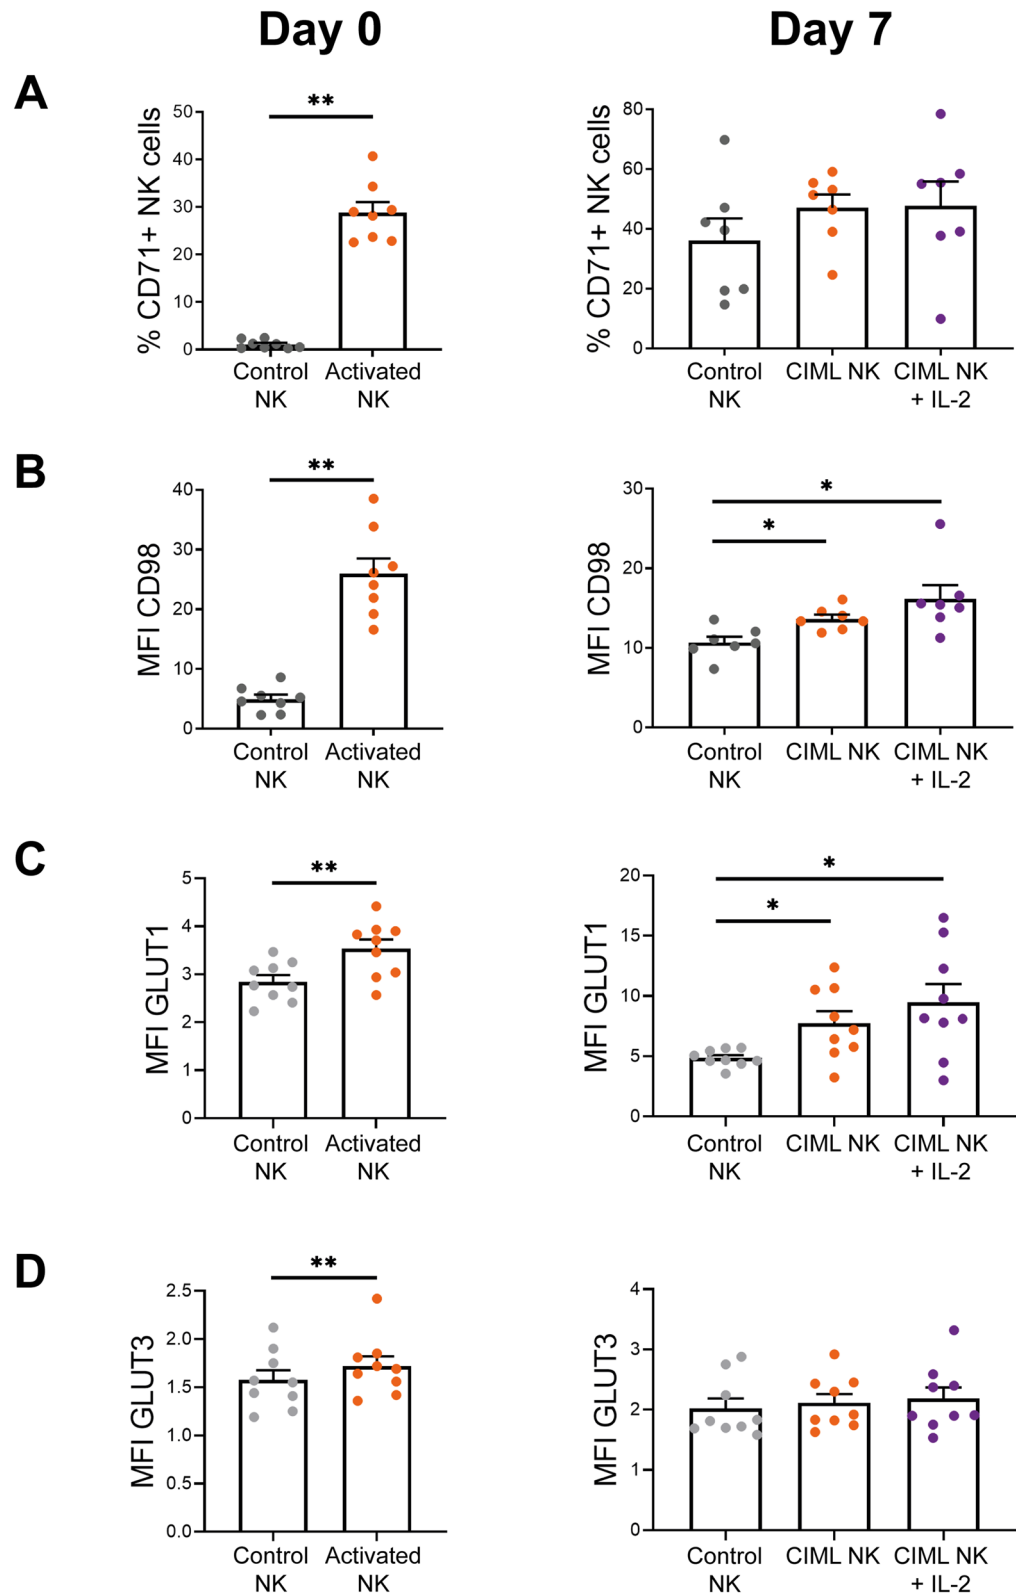 Day 0
Day 7
A
**
% CD71+ NK cells
50
40
30
20
10
0
Control
NK
Activated
NK
% CD71+ NK cells
80
60
40
20
0
Control
NK
CIML NK
CIML NK
+ IL-2
B
**
MFI CD98
40
30
20
10
0
Control
NK
Activated
NK
*
*
MFI CD98
30
20
10
0
Control
NK
CIML NK
CIML NK
+ IL-2
C
**
MFI GLUT1
5
4
3
2
1
0
Control
NK
Activated
NK
*
*
MFI GLUT1
20
15
10
5
0
Control
NK
CIML NK
CIML NK
+ IL-2
D
**
MFI GLUT3
2.5
2.0
1.5
1.0
0.5
0.0
Control
NK
Activated
NK
MFI GLUT3
4
3
2
1
0
Control
NK
CIML NK
CIML NK
+ IL-2